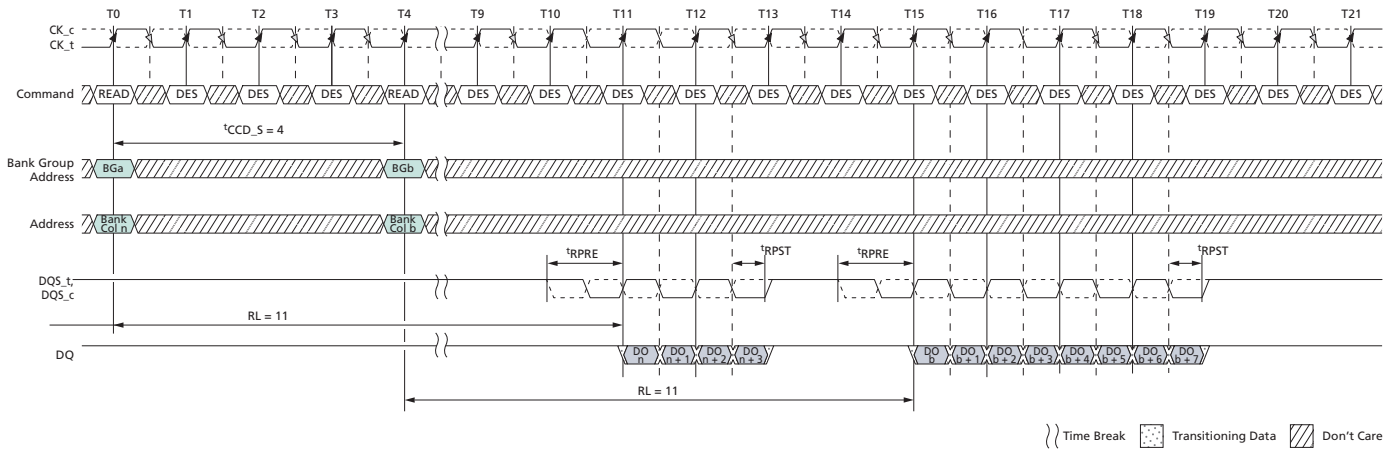 T0 T1 T2 T3 T4 T9 T10 T11 T12 T13 T14 T15 T16 T17 T18 T19 T20 T21
CK_c
CK_t
Command READ DES DES DES READ DES DES DES DES DES DES DES DES DES DES DES DES DES
tCCD_S = 4
Bank Group
Address
BGa BGb
Address
Bank
Col n
Bank
Col b
tRPRE tRPST tRPRE tRPST
DQS_t,
DQS_c
RL = 11
DQ
DO
n
DO
n + 1
DO
n + 2
DO
n + 3
DO
b
DO
b + 1
DO
b + 2
DO
b + 3
DO
b + 4
DO
b + 5
DO
b + 6
DO
b + 7
RL = 11
Time Break Transitioning Data Don't Care